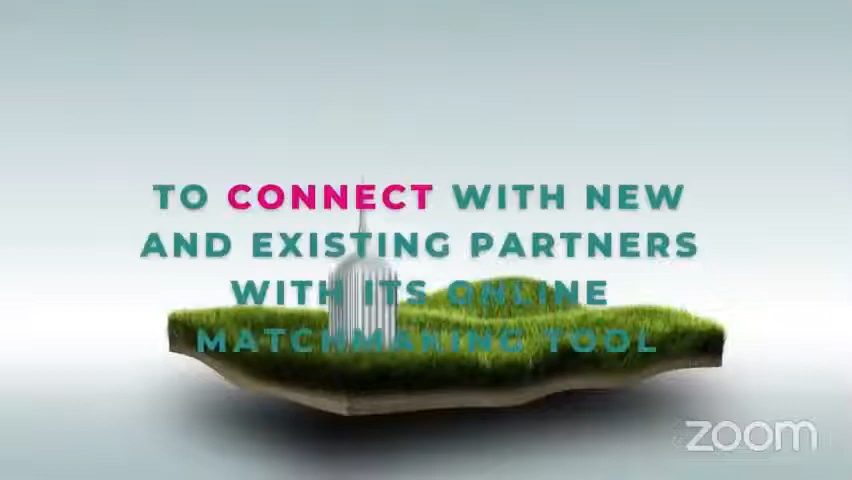 TO CONNECT WITH NEW
AND EXISTING PARTNERS
WITH ITS ONLINE
MATCHMAKING TOOL
zoom